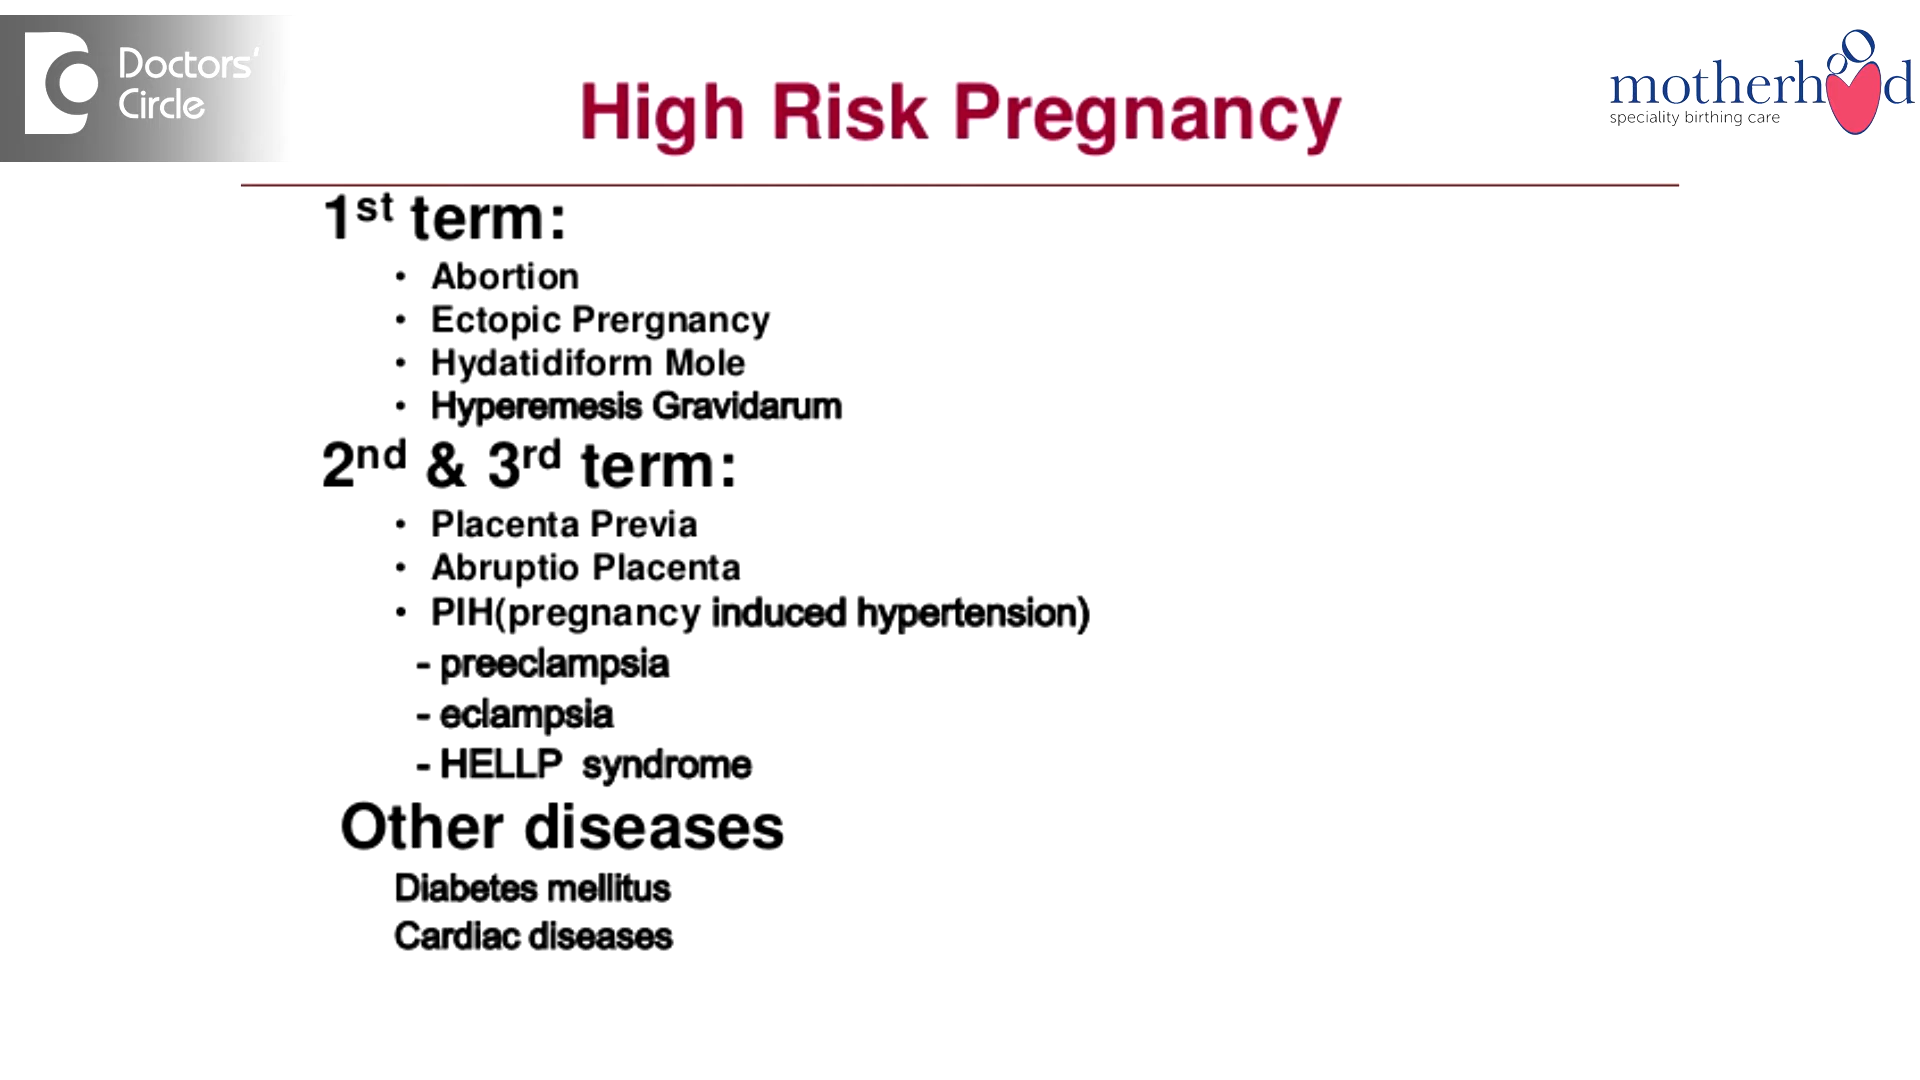 Doctors'
Circle
High Risk Pregnancy
motherhood
speciality birthing care
1st term:
• Abortion
• Ectopic Prergnancy
• Hydatidiform Mole
• Hyperemesis Gravidarum
2nd & 3rd term:
• Placenta Previa
• Abruptio Placenta
• PIH(pregnancy induced hypertension)
- preeclampsia
- eclampsia
- HELLP syndrome
Other diseases
Diabetes mellitus
Cardiac diseases